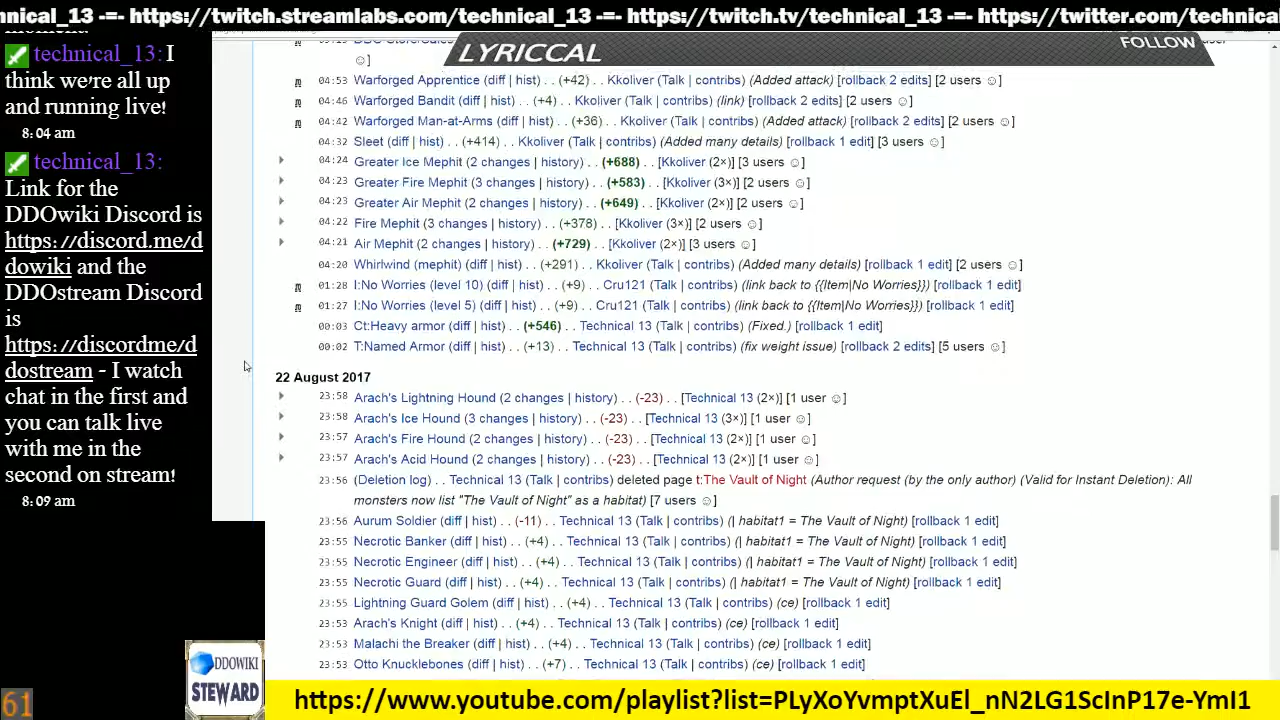 nical_13 -=- https://twitch.streamlabs.com/technical_13 -=- https://twitch.tv/technical_13 -=- https://twitter.com/technica
technical_13: I
think we're all up
and running live!
8:04 am
technical_13:
Link for the
DDOwiki Discord is
https://discord.me/d
dowiki and the
DDOstream Discord
is
https://discordme/d
dostream - I watch
chat in the first and
you can talk live
with me in the
second on stream!
8:09 am
LYRICCAL
FOLLOW
04:53 Warforged Apprentice (diff | hist) . . (+42) . . Kkoliver (Talk | contribs) (Added attack) [rollback 2 edits] [2 users ☺]
m 04:46 Warforged Bandit (diff | hist) . . (+4) . . Kkoliver (Talk | contribs) (link) [rollback 2 edits] [2 users ☺]
m 04:42 Warforged Man-at-Arms (diff | hist) . . (+36) . . Kkoliver (Talk | contribs) (Added attack) [rollback 2 edits] [2 users ☺]
04:32 Sleet (diff | hist) . . (+414) . . Kkoliver (Talk | contribs) (Added many details) [rollback 1 edit] [3 users ☺]
04:24 Greater Ice Mephit (2 changes | history) . . (+688) . . [Kkoliver (2×)] [3 users ☺]
04:23 Greater Fire Mephit (3 changes | history) . . (+583) . . [Kkoliver (3×)] [2 users ☺]
04:23 Greater Air Mephit (2 changes | history) . . (+649) . . [Kkoliver (2×)] [2 users ☺]
04:22 Fire Mephit (3 changes | history) . . (+378) . . [Kkoliver (3×)] [2 users ☺]
04:21 Air Mephit (2 changes | history) . . (+729) . . [Kkoliver (2×)] [3 users ☺]
04:20 Whirlwind (mephit) (diff | hist) . . (+291) . . Kkoliver (Talk | contribs) (Added many details) [rollback 1 edit] [2 users ☺]
m 01:28 I:No Worries (level 10) (diff | hist) . . (+9) . . Cru121 (Talk | contribs) (link back to {{Item|No Worries}}) [rollback 1 edit]
m 01:27 I:No Worries (level 5) (diff | hist) . . (+9) . . Cru121 (Talk | contribs) (link back to {{Item|No Worries}}) [rollback 1 edit]
00:03 Ct:Heavy armor (diff | hist) . . (+546) . . Technical 13 (Talk | contribs) (Fixed.) [rollback 1 edit]
00:02 T:Named Armor (diff | hist) . . (+13) . . Technical 13 (Talk | contribs) (fix weight issue) [rollback 2 edits] [5 users ☺]
22 August 2017
23:58 Arach's Lightning Hound (2 changes | history) . . (-23) . . [Technical 13 (2×)] [1 user ☺]
23:58 Arach's Ice Hound (3 changes | history) . . (-23) . . [Technical 13 (3×)] [1 user ☺]
23:57 Arach's Fire Hound (2 changes | history) . . (-23) . . [Technical 13 (2×)] [1 user ☺]
23:57 Arach's Acid Hound (2 changes | history) . . (-23) . . [Technical 13 (2×)] [1 user ☺]
23:56 (Deletion log) . . Technical 13 (Talk | contribs) deleted page t:The Vault of Night (Author request (by the only author) (Valid for Instant Deletion): All
monsters now list "The Vault of Night" as a habitat) [7 users ☺]
23:56 Aurum Soldier (diff | hist) . . (-11) . . Technical 13 (Talk | contribs) (| habitat1 = The Vault of Night) [rollback 1 edit]
23:55 Necrotic Banker (diff | hist) . . (+4) . . Technical 13 (Talk | contribs) (| habitat1 = The Vault of Night) [rollback 1 edit]
23:55 Necrotic Engineer (diff | hist) . . (+4) . . Technical 13 (Talk | contribs) (| habitat1 = The Vault of Night) [rollback 1 edit]
23:55 Necrotic Guard (diff | hist) . . (+4) . . Technical 13 (Talk | contribs) (| habitat1 = The Vault of Night) [rollback 1 edit]
23:55 Lightning Guard Golem (diff | hist) . . (+4) . . Technical 13 (Talk | contribs) (ce) [rollback 1 edit]
23:53 Arach's Knight (diff | hist) . . (+4) . . Technical 13 (Talk | contribs) (ce) [rollback 1 edit]
23:53 Malachi the Breaker (diff | hist) . . (+4) . . Technical 13 (Talk | contribs) (ce) [rollback 1 edit]
23:53 Otto Knucklebones (diff | hist) . . (+7) . . Technical 13 (Talk | contribs) (ce) [rollback 1 edit]
61
DDOWIKI
STEWARD
https://www.youtube.com/playlist?list=PLyXoYvmptXuEl_nN2LG1ScInP17e-YmI1